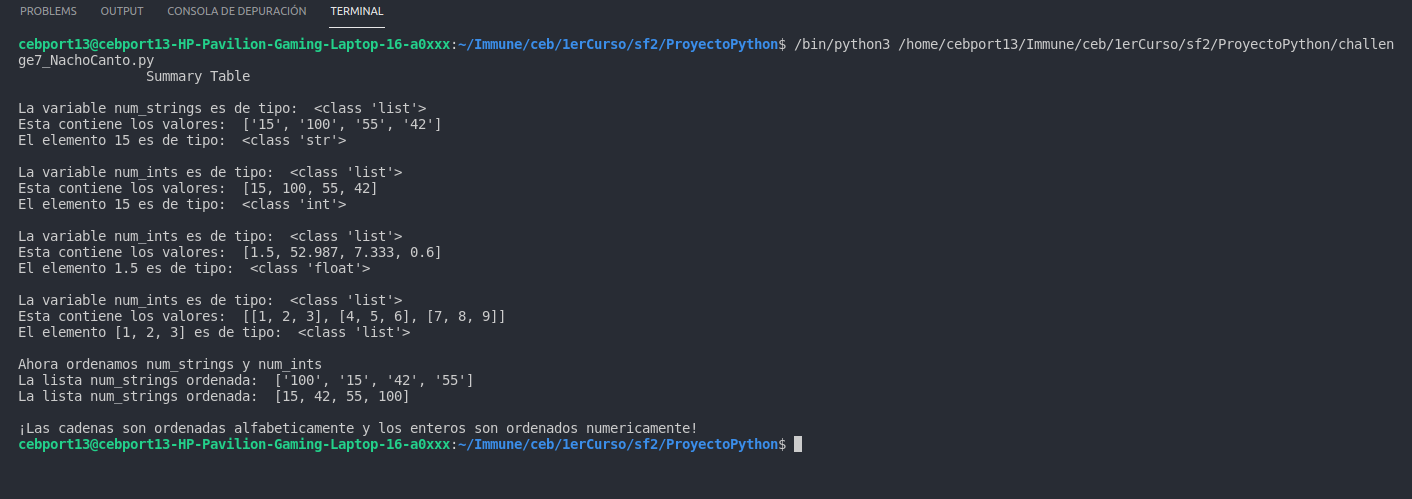 PROBLEMS OUTPUT CONSOLA DE DEPURACIÓN TERMINAL
cebport13@cebport13-HP-Pavilion-Gaming-Laptop-16-a0xxx:~/Immune/ceb/1erCurso/sf2/ProyectoPython$ /bin/python3 /home/cebport13/Immune/ceb/1erCurso/sf2/ProyectoPython/challen
ge7_NachoCanto.py
Summary Table
La variable num_strings es de tipo:  <class 'list'>
Esta contiene los valores:  ['15', '100', '55', '42']
El elemento 15 es de tipo:  <class 'str'>
La variable num_ints es de tipo:  <class 'list'>
Esta contiene los valores:  [15, 100, 55, 42]
El elemento 15 es de tipo:  <class 'int'>
La variable num_ints es de tipo:  <class 'list'>
Esta contiene los valores:  [1.5, 52.987, 7.333, 0.6]
El elemento 1.5 es de tipo:  <class 'float'>
La variable num_ints es de tipo:  <class 'list'>
Esta contiene los valores:  [[1, 2, 3], [4, 5, 6], [7, 8, 9]]
El elemento [1, 2, 3] es de tipo:  <class 'list'>
Ahora ordenamos num_strings y num_ints
La lista num_strings ordenada:  ['100', '15', '42', '55']
La lista num_strings ordenada:  [15, 42, 55, 100]
¡Las cadenas son ordenadas alfabeticamente y los enteros son ordenados numericamente!
cebport13@cebport13-HP-Pavilion-Gaming-Laptop-16-a0xxx:~/Immune/ceb/1erCurso/sf2/ProyectoPython$